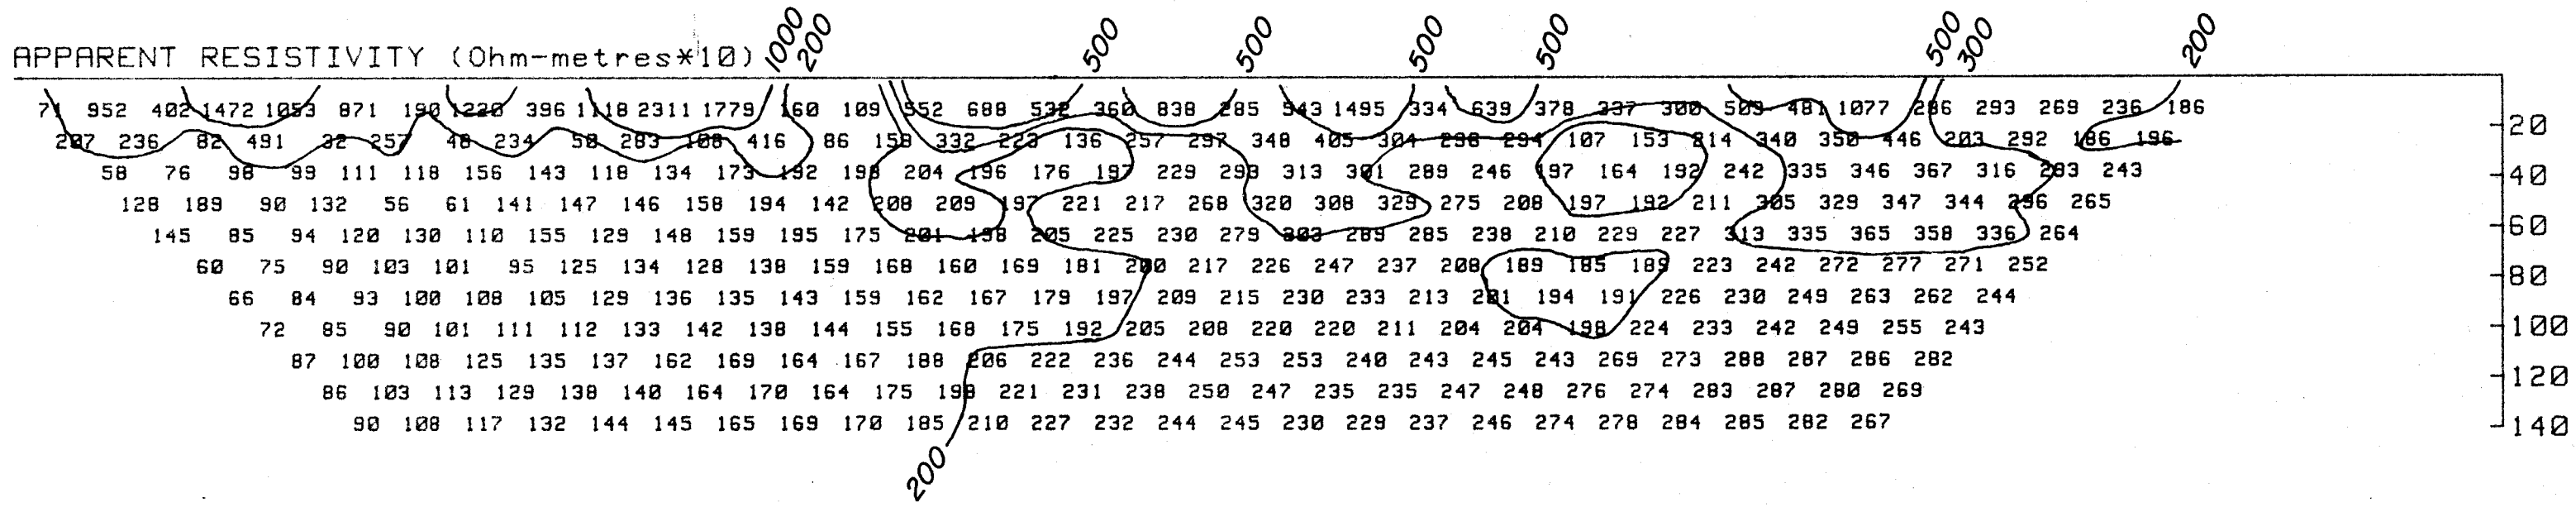 1000 200 500 500 500 500 500 300 200
APPARENT RESISTIVITY (Ohm-metres*10)
71 952 402 1472 1053 871 190 1220 396 1118 2311 1779 160 109 552 688 532 360 838 285 543 1495 334 639 378 337 300 509 481 1077 286 293 269 236 186
20
207 236 82 491 32 257 48 234 50 283 108 416 86 159 332 223 136 257 297 348 405 304 298 294 107 153 214 340 350 446 203 292 186 196
58 76 98 99 111 118 156 143 118 134 173 192 198 204 196 176 197 229 293 313 301 289 246 197 164 192 242 335 346 367 316 283 243
40
128 189 90 132 56 61 141 147 146 158 194 142 208 209 197 221 217 268 320 308 329 275 208 197 192 211 305 329 347 344 296 265
60
145 85 94 120 130 110 155 129 148 159 195 175 201 198 205 225 230 279 303 289 285 238 210 229 227 313 335 365 358 336 264
60 75 90 103 101 95 125 134 128 138 159 168 160 169 181 200 217 226 247 237 208 189 185 189 223 242 272 277 271 252
80
66 84 93 100 108 105 129 136 135 143 159 162 167 179 197 209 215 230 233 213 201 194 191 226 230 249 263 262 244
72 85 90 101 111 112 133 142 138 144 155 168 175 192 205 208 220 220 211 204 204 198 224 233 242 249 255 243
100
87 100 108 125 135 137 162 169 164 167 188 206 222 236 244 253 253 240 243 245 243 269 273 288 287 286 282
120
86 103 113 129 138 140 164 170 164 175 198 221 231 238 250 247 235 235 247 248 276 274 283 287 280 269
90 108 117 132 144 145 165 169 170 185 210 227 232 244 245 230 229 237 246 274 278 284 285 282 267
140
200